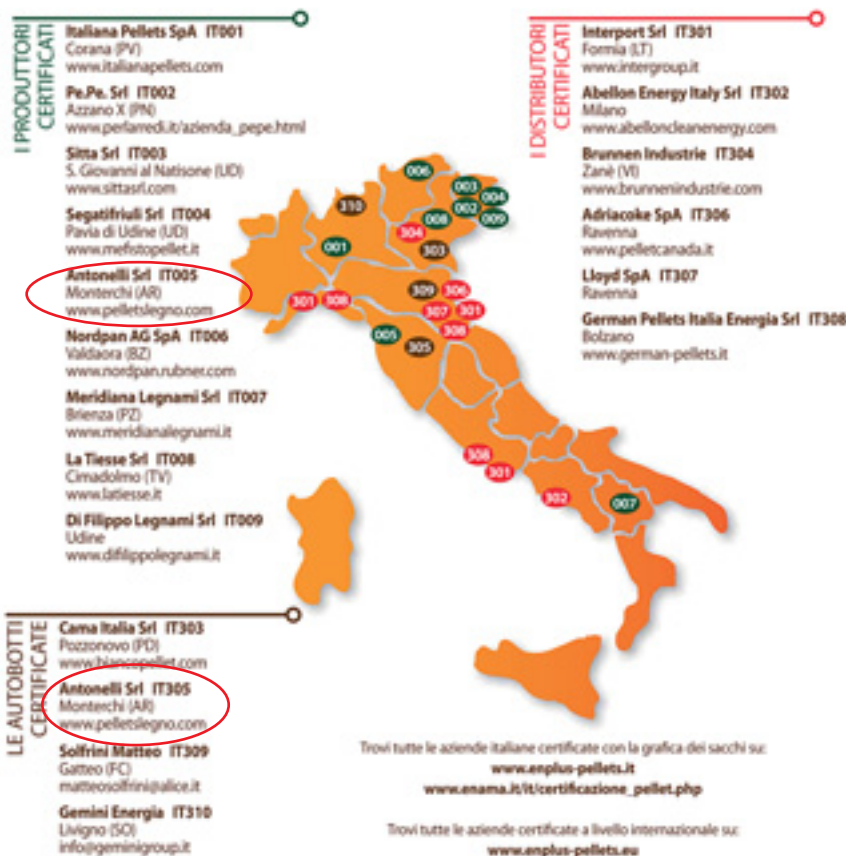 I PRODUTTORI
CERTIFICATI
Italiana Pellets SpA IT001
Corana (PV)
www.italianapellets.com
Pe.Pe. Srl IT002
Azzano X (PN)
www.perlarredi.it/azienda_pepe.html
Sitta Srl IT003
S. Giovanni al Natisone (UD)
www.sittasrl.com
Segatifriuli Srl IT004
Pavia di Udine (UD)
www.mefistopellet.it
Antonelli Srl IT005
Monterchi (AR)
www.pelletslegno.com
Nordpan AG SpA IT006
Valdaora (BZ)
www.nordpan.rubner.com
Meridiana Legnami Srl IT007
Brienza (PZ)
www.meridianalegnami.it
La Tiesse Srl IT008
Cimadolmo (TV)
www.latiesse.it
Di Filippo Legnami Srl IT009
Udine
www.difilippolegnami.it
I DISTRIBUTORI
CERTIFICATI
Interport Srl IT301
Formia (LT)
www.intergroup.it
Abellon Energy Italy Srl IT302
Milano
www.abelloncleanenergy.com
Brunnen Industrie IT304
Zanè (VI)
www.brunnenindustrie.com
Adriacoke SpA IT306
Ravenna
www.pelletcanada.it
Lloyd SpA IT307
Ravenna
German Pellets Italia Energia Srl IT308
Bolzano
www.german-pellets.it
006
003
004
310
002
008
009
304
001
303
309
306
301
308
307
301
005
308
305
308
301
302
007
LE AUTOBOTTI
CERTIFICATE
Cama Italia Srl IT303
Pozzonovo (PD)
www.biancopellet.com
Antonelli Srl IT305
Monterchi (AR)
www.pelletslegno.com
Solfrini Matteo IT309
Gatteo (FC)
matteosolfrini@alice.it
Gemini Energia IT310
Livigno (SO)
info@geminigroup.it
Trovi tutte le aziende italiane certificate con la grafica dei sacchi su:
www.enplus-pellets.it
www.enama.it/it/certificazione_pellet.php
Trovi tutte le aziende certificate a livello internazionale su:
www.enplus-pellets.eu